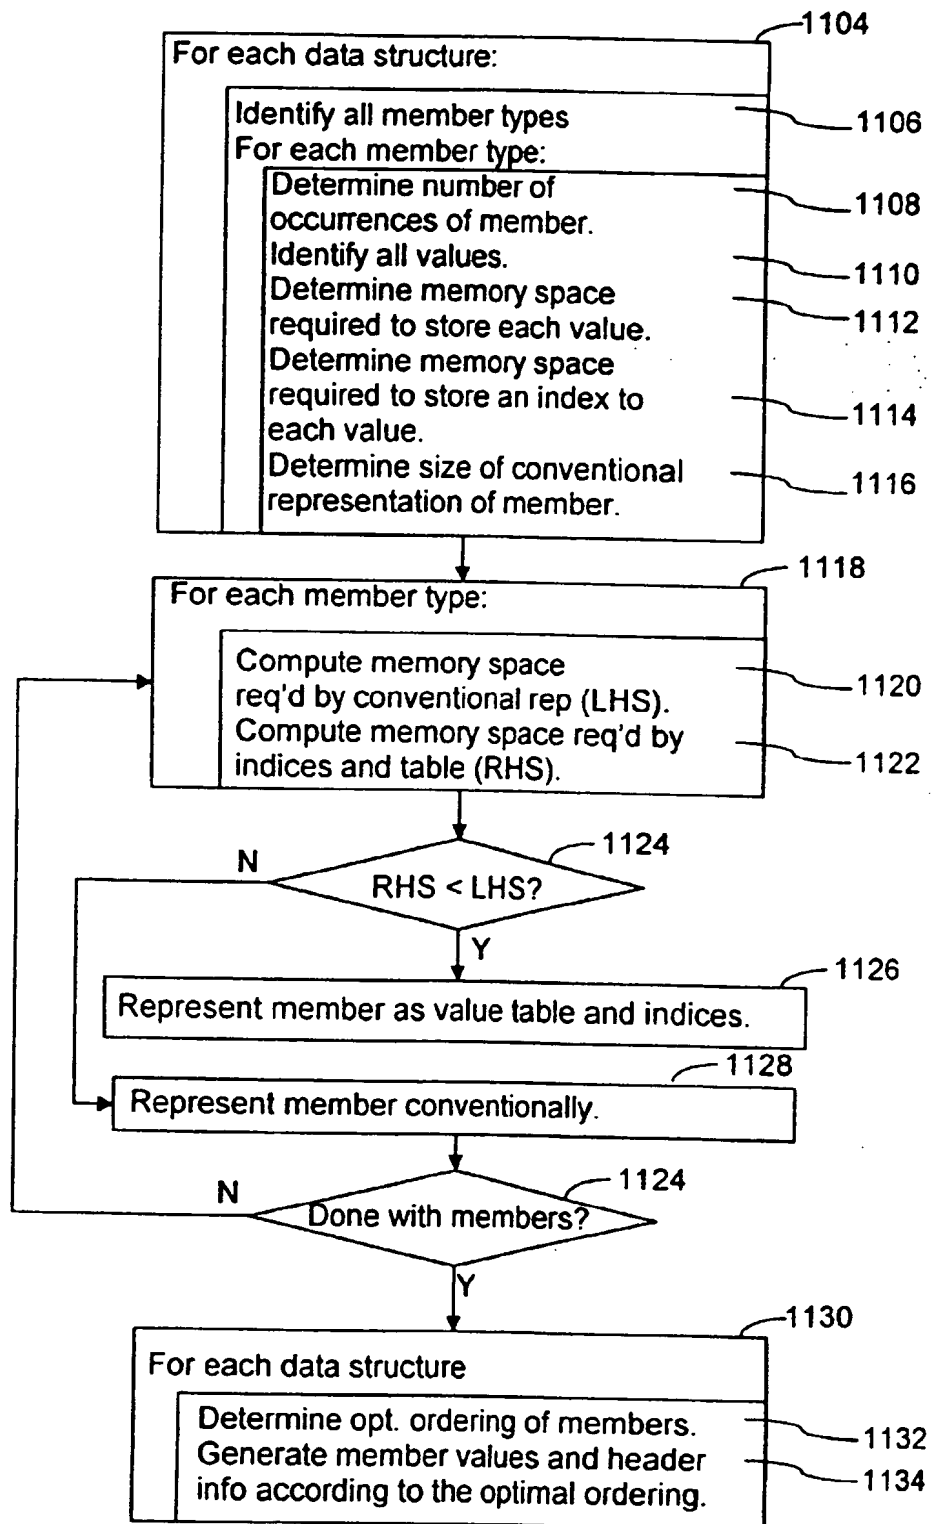 1104
For each data structure:
Identify all member types
1106
For each member type:
Determine number of
1108
occurrences of member.
Identify all values.
1110
Determine memory space
1112
required to store each value.
Determine memory space
required to store an index to
1114
each value.
Determine size of conventional
1116
representation of member.
1118
For each member type:
Compute memory space
1120
req'd by conventional rep (LHS).
Compute memory space req'd by
1122
indices and table (RHS).
1124
N
RHS < LHS?
Y
1126
Represent member as value table and indices.
1128
Represent member conventionally.
1124
N
Done with members?
Y
1130
For each data structure
Determine opt. ordering of members.
1132
Generate member values and header
1134
info according to the optimal ordering.